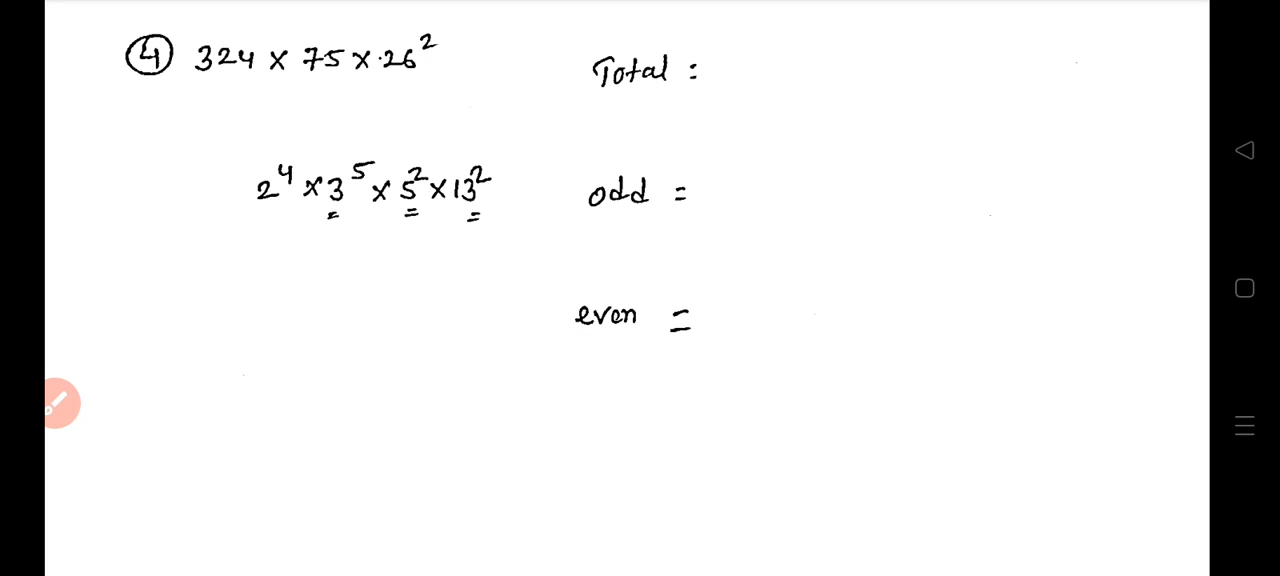 ④ 324 × 75 × 26²
Total :
2⁴ × 3⁵ × 5² × 13²
odd =
even =